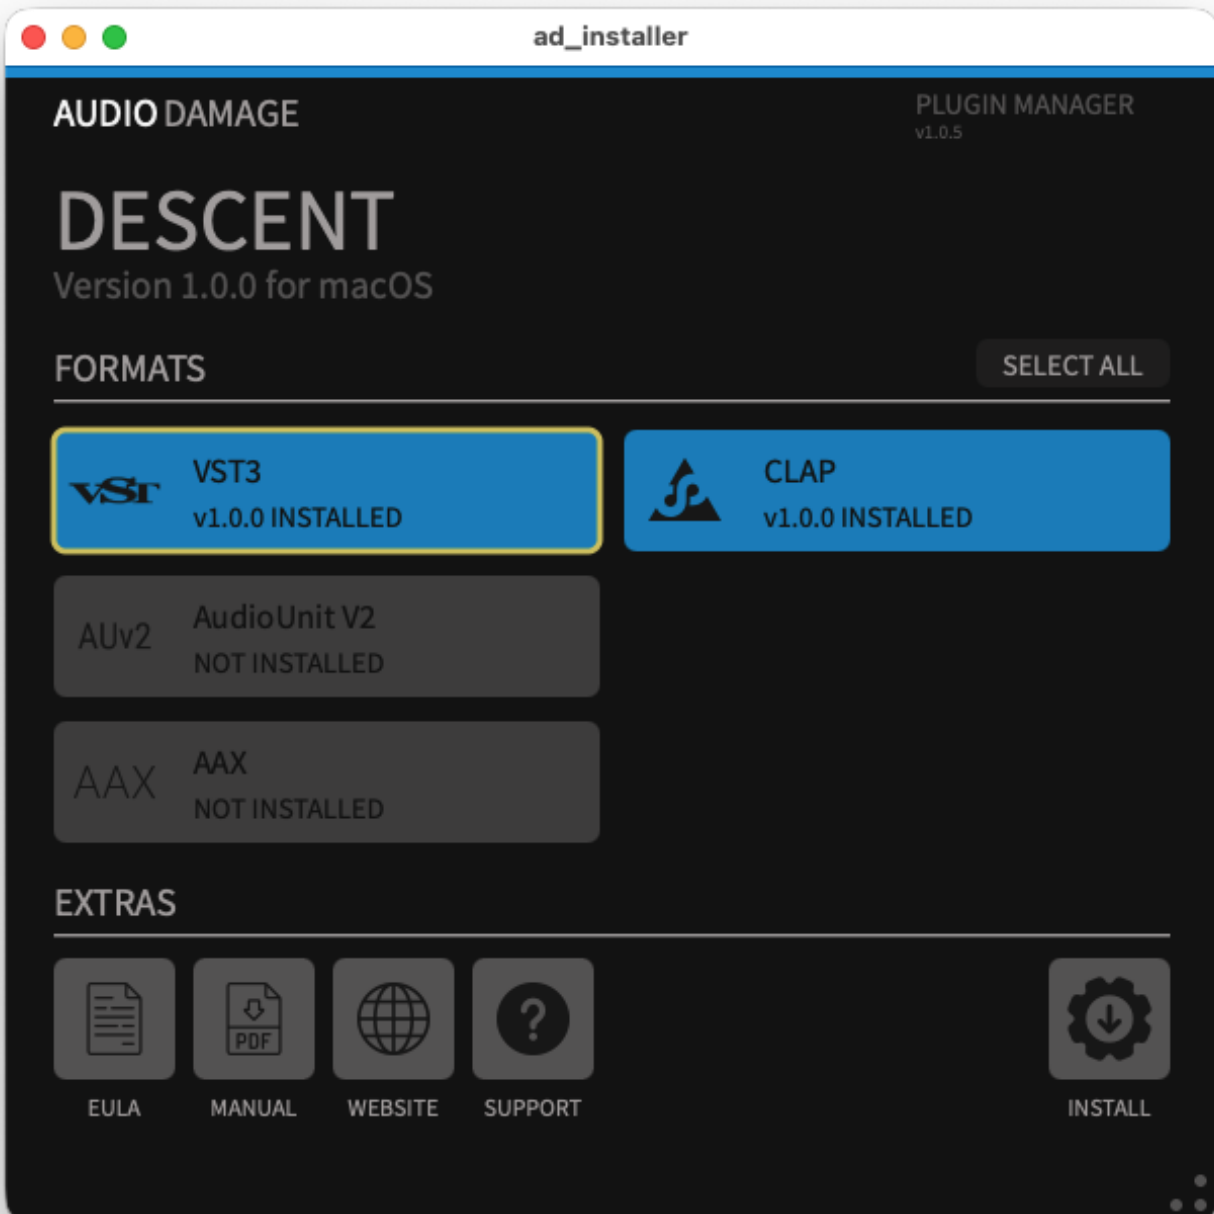 ad_installer
AUDIO DAMAGE
PLUGIN MANAGER
v1.0.5
DESCENT
Version 1.0.0 for macOS
FORMATS
SELECT ALL
VST
VST3
v1.0.0 INSTALLED
CLAP
v1.0.0 INSTALLED
AUv2
AudioUnit V2
NOT INSTALLED
AAX
AAX
NOT INSTALLED
EXTRAS
PDF
?
EULA
MANUAL
WEBSITE
SUPPORT
INSTALL